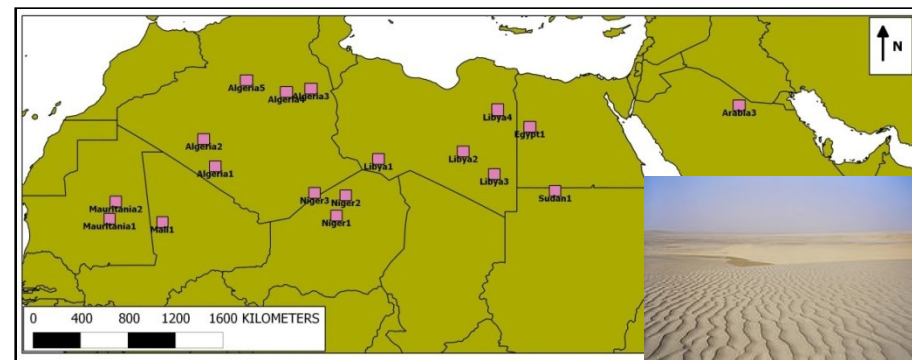 N
Algeria5
Algeria4
Algeria3
Libya4
Arabia3
Egypt1
Algeria2
Libya2
Libya1
Algeria1
Libya3
Niger3
Niger2
Sudan1
Mauritania2
Niger1
Mauritania1
Mali1
0 400 800 1200 1600 KILOMETERS